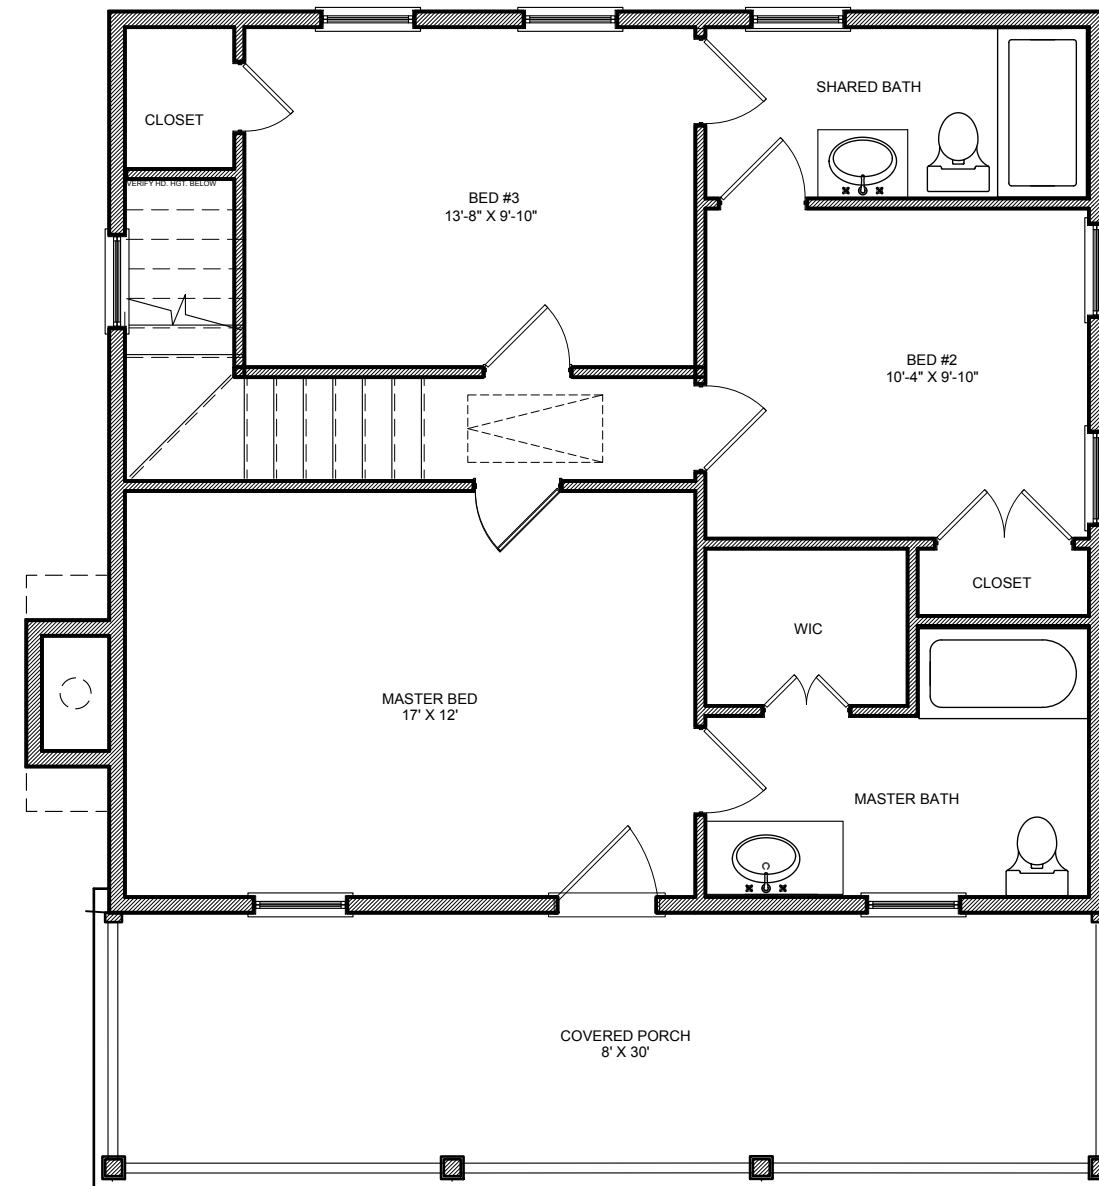 SHARED BATH
CLOSET
VERIFY HD. HGT. BELOW
BED #3
13'-8" X 9'-10"
BED #2
10'-4" X 9'-10"
CLOSET
WIC
MASTER BED
17' X 12'
MASTER BATH
COVERED PORCH
8' X 30'